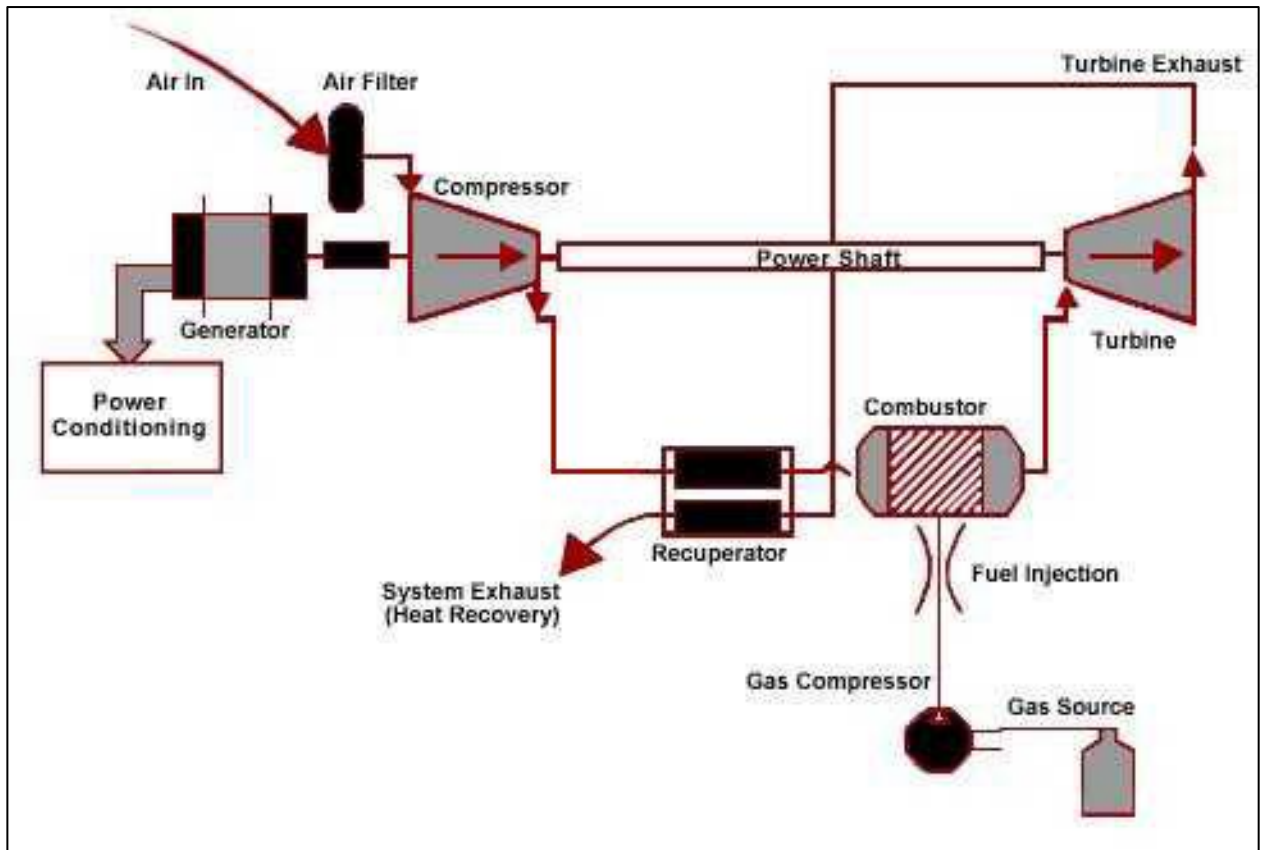 Turbine Exhaust
Air In
Air Filter
Compressor
Power Shaft
Generator
Turbine
Power
Conditioning
Combustor
Recuperator
Fuel Injection
System Exhaust
(Heat Recovery)
Gas Compressor
Gas Source